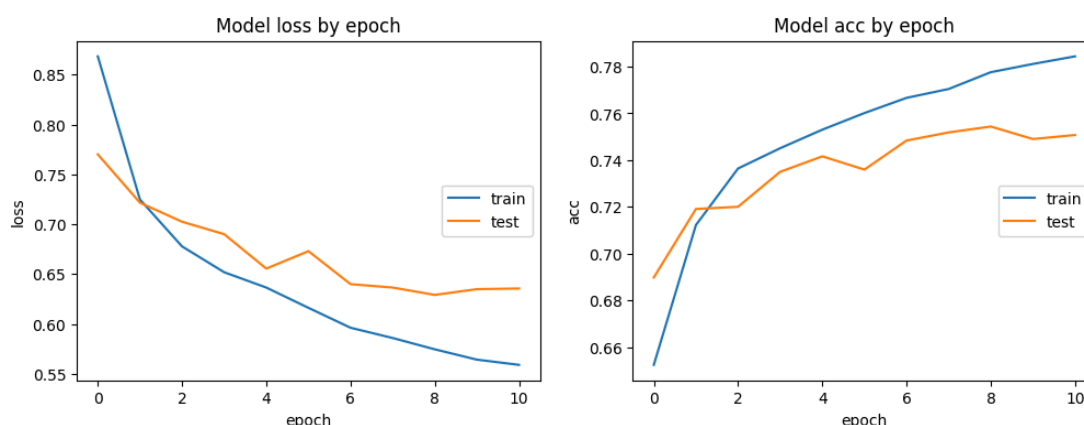 Model loss by epoch
0.85
0.80
0.75
0.70
0.65
0.60
0.55
loss
0 2 4 6 8 10
epoch
train
test
Model acc by epoch
0.78
0.76
0.74
0.72
0.70
0.68
0.66
acc
0 2 4 6 8 10
epoch
train
test